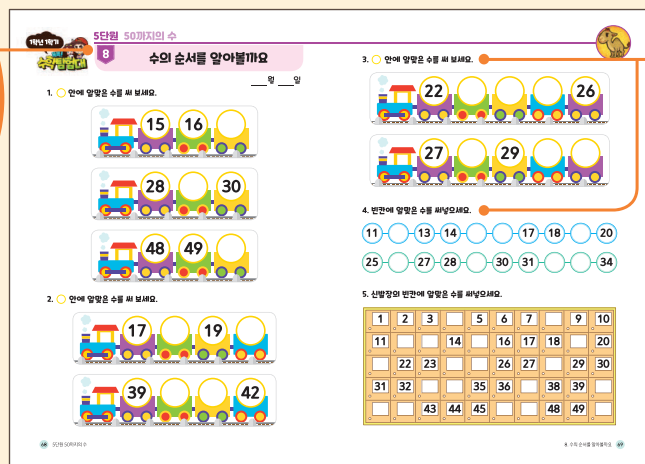 1학년 1학기
수학탐험대
5단원 50까지의 수
8 수의 순서를 알아볼까요
월 일
1. 안에 알맞은 수를 써 보세요.
15 16
28 30
48 49
2. 안에 알맞은 수를 써 보세요.
17 19
39 42
68 5단원 50까지의 수
3. 안에 알맞은 수를 써 보세요.
22 26
27 29
4. 빈칸에 알맞은 수를 써넣으세요.
11 13 14 17 18 20
25 27 28 30 31 34
5. 신발장의 빈칸에 알맞은 수를 써넣으세요.
1 2 3 5 6 7 9 10
11 14 16 17 18 20
22 23 26 27 29 30
31 32 35 36 38 39
43 44 45 48 49
8. 수의 순서를 알아볼까요 69